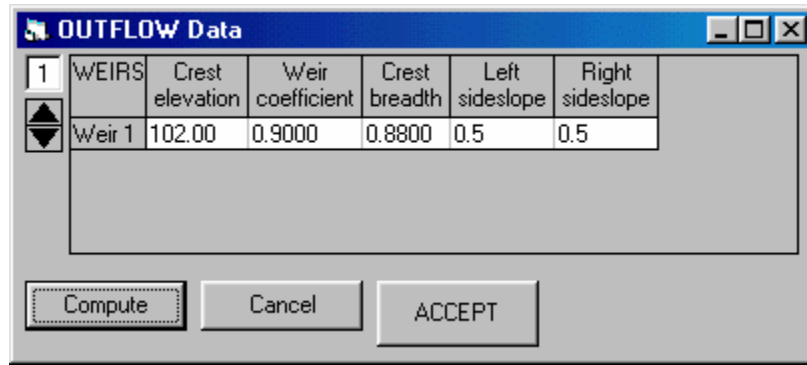 OUTFLOW Data
1 WEIRS Crest elevation Weir coefficient Crest breadth Left sideslope Right sideslope
Weir 1 102.00 0.9000 0.8800 0.5 0.5
Compute Cancel ACCEPT